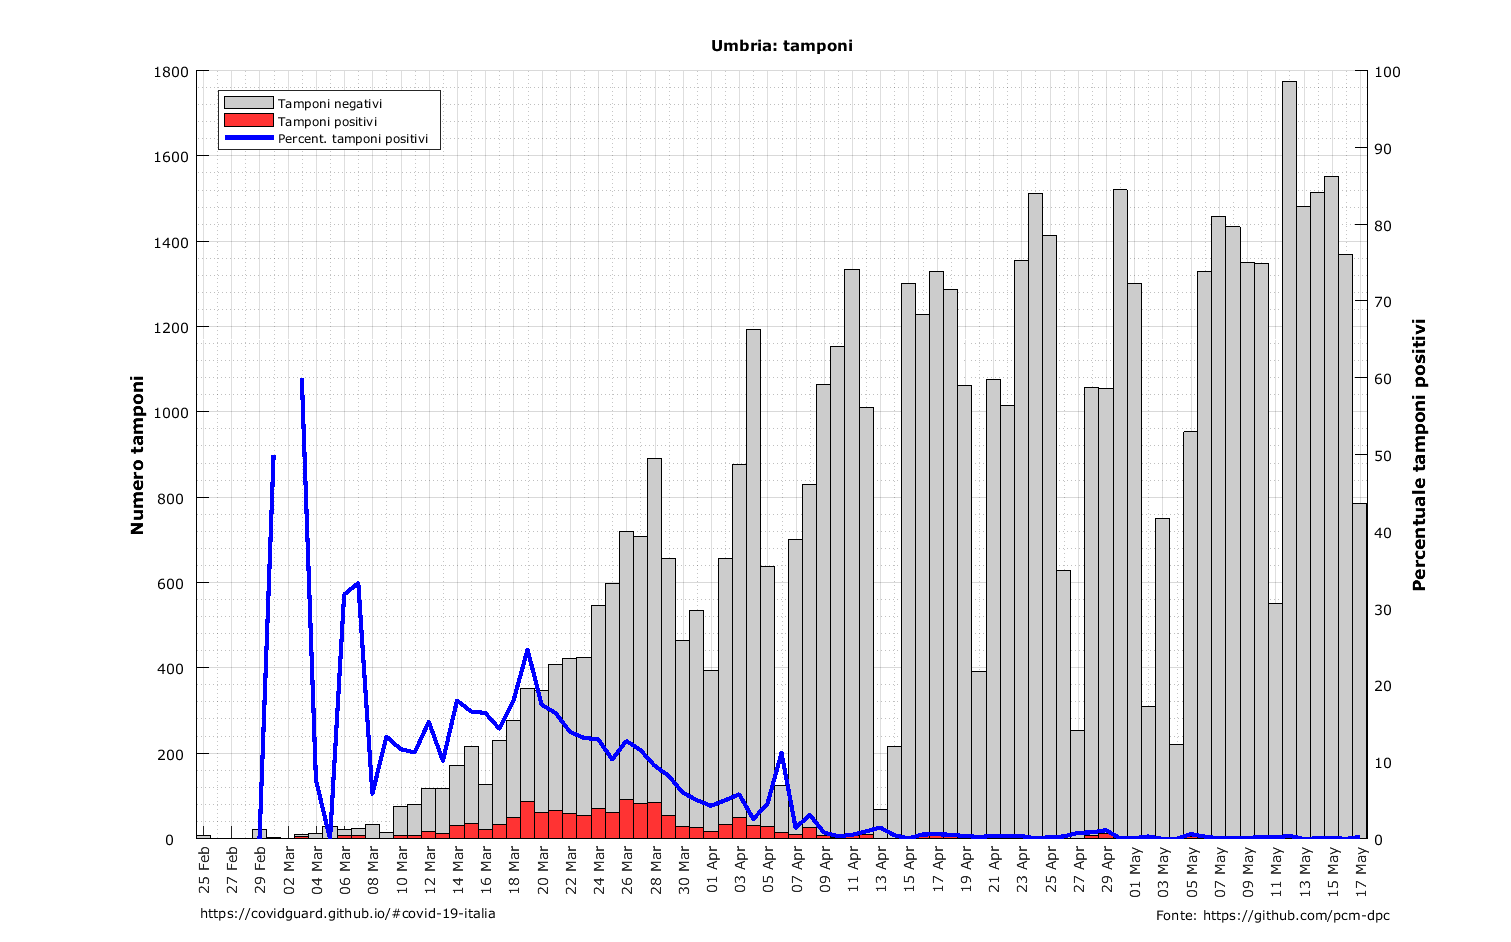 Umbria: tamponi
Tamponi negativi
Tamponi positivi
Percent. tamponi positivi
Numero tamponi
1800
1600
1400
1200
1000
800
600
400
200
0
100
90
80
70
60
50
40
30
20
10
0
Percentuale tamponi positivi
25 Feb
27 Feb
29 Feb
02 Mar
04 Mar
06 Mar
08 Mar
10 Mar
12 Mar
14 Mar
16 Mar
18 Mar
20 Mar
22 Mar
24 Mar
26 Mar
28 Mar
30 Mar
01 Apr
03 Apr
05 Apr
07 Apr
09 Apr
11 Apr
13 Apr
15 Apr
17 Apr
19 Apr
21 Apr
23 Apr
25 Apr
27 Apr
29 Apr
01 May
03 May
05 May
07 May
09 May
11 May
13 May
15 May
17 May
https://covidguard.github.io/#covid-19-italia
Fonte: https://github.com/pcm-dpc